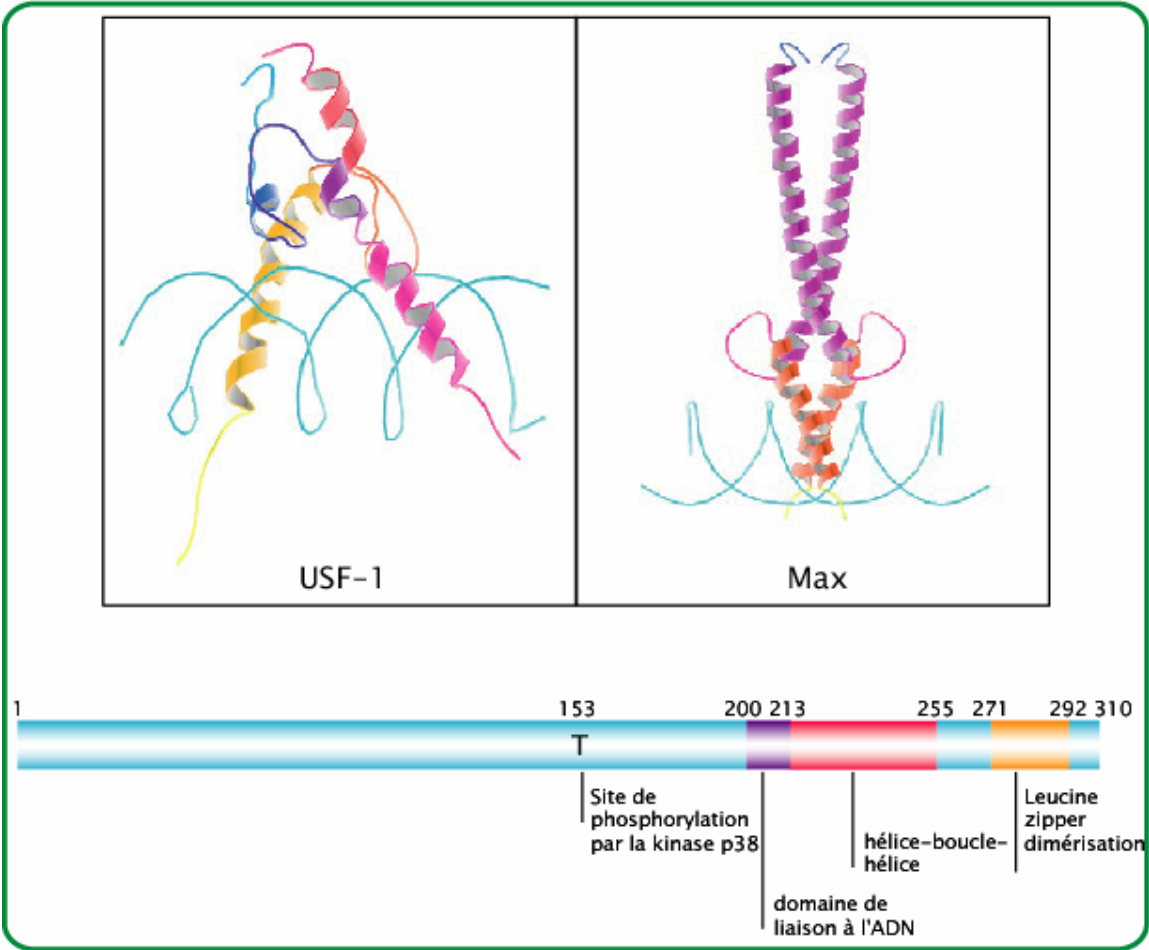 USF-1
Max
1
153
200 213
255
271
292 310
T
Site de
phosphorylation
par la kinase p38
domaine de
liaison à l'ADN
hélice-boucle-
hélice
Leucine
zipper
dimérisation